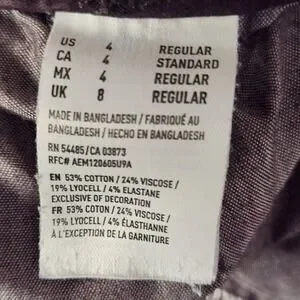 US 4 REGULAR
CA 4 STANDARD
MX 4 REGULAR
UK 8 REGULAR
MADE IN BANGLADESH / FABRIQUÉ AU
BANGLADESH / HECHO EN BANGLADESH
RN 54485/CA 03873
RFC# AEM120605U9A
EN 53% COTTON / 24% VISCOSE /
19% LYOCELL / 4% ELASTANE
EXCLUSIVE OF DECORATION
FR 53% COTON / 24% VISCOSE /
19% LYOCELL / 4% ÉLASTHANNE
À L'EXCEPTION DE LA GARNITURE